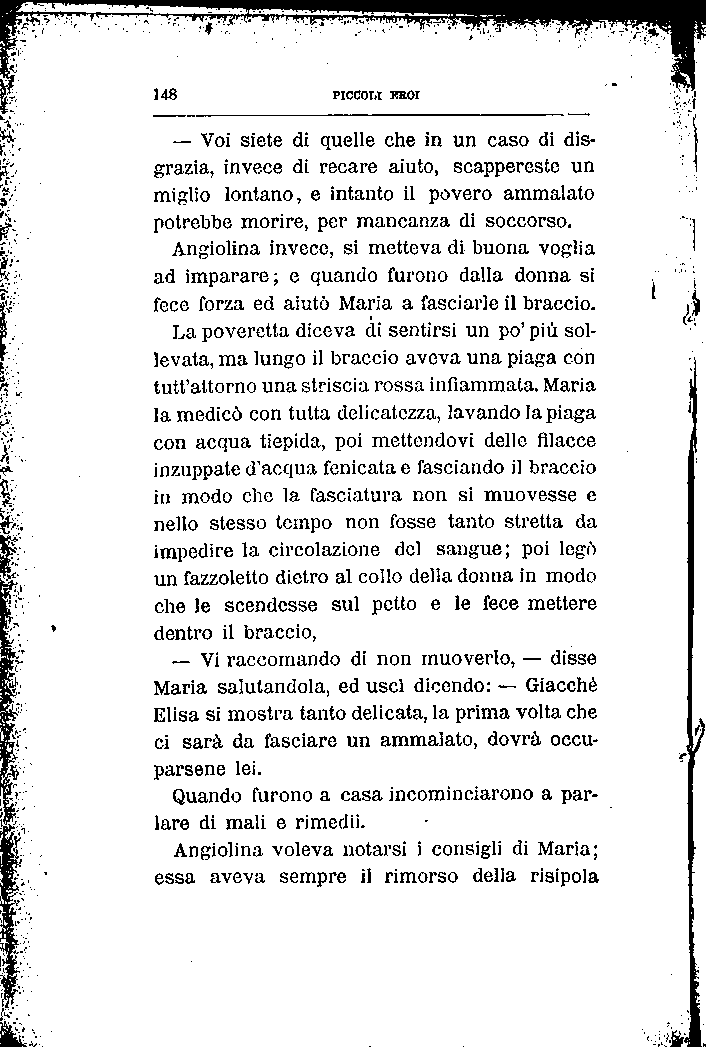 148 PICCOLI EROI
— Voi siete di quelle che in un caso di dis-
grazia, invece di recare aiuto, scappereste un
miglio lontano, e intanto il povero ammalato
potrebbe morire, per mancanza di soccorso.
Angiolina invece, si metteva di buona voglia
ad imparare; e quando furono dalla donna si
fece forza ed aiutò Maria a fasciarle il braccio.
La poveretta diceva di sentirsi un po' più sol-
levata, ma lungo il braccio aveva una piaga con
tutt'attorno una striscia rossa infiammata. Maria
la medicò con tutta delicatezza, lavando la piaga
con acqua tiepida, poi mettendovi delle filacce
inzuppate d'acqua fenicata e fasciando il braccio
in modo che la fasciatura non si muovesse e
nello stesso tempo non fosse tanto stretta da
impedire la circolazione del sangue; poi legò
un fazzoletto dietro al collo della donna in modo
che le scendesse sul petto e le fece mettere
dentro il braccio,
— Vi raccomando di non muoverlo, — disse
Maria salutandola, ed uscì dicendo: — Giacchè
Elisa si mostra tanto delicata, la prima volta che
ci sarà da fasciare un ammalato, dovrà occu-
parsene lei.
Quando furono a casa incominciarono a par-
lare di mali e rimedii.
Angiolina voleva notarsi i consigli di Maria;
essa aveva sempre il rimorso della risipola